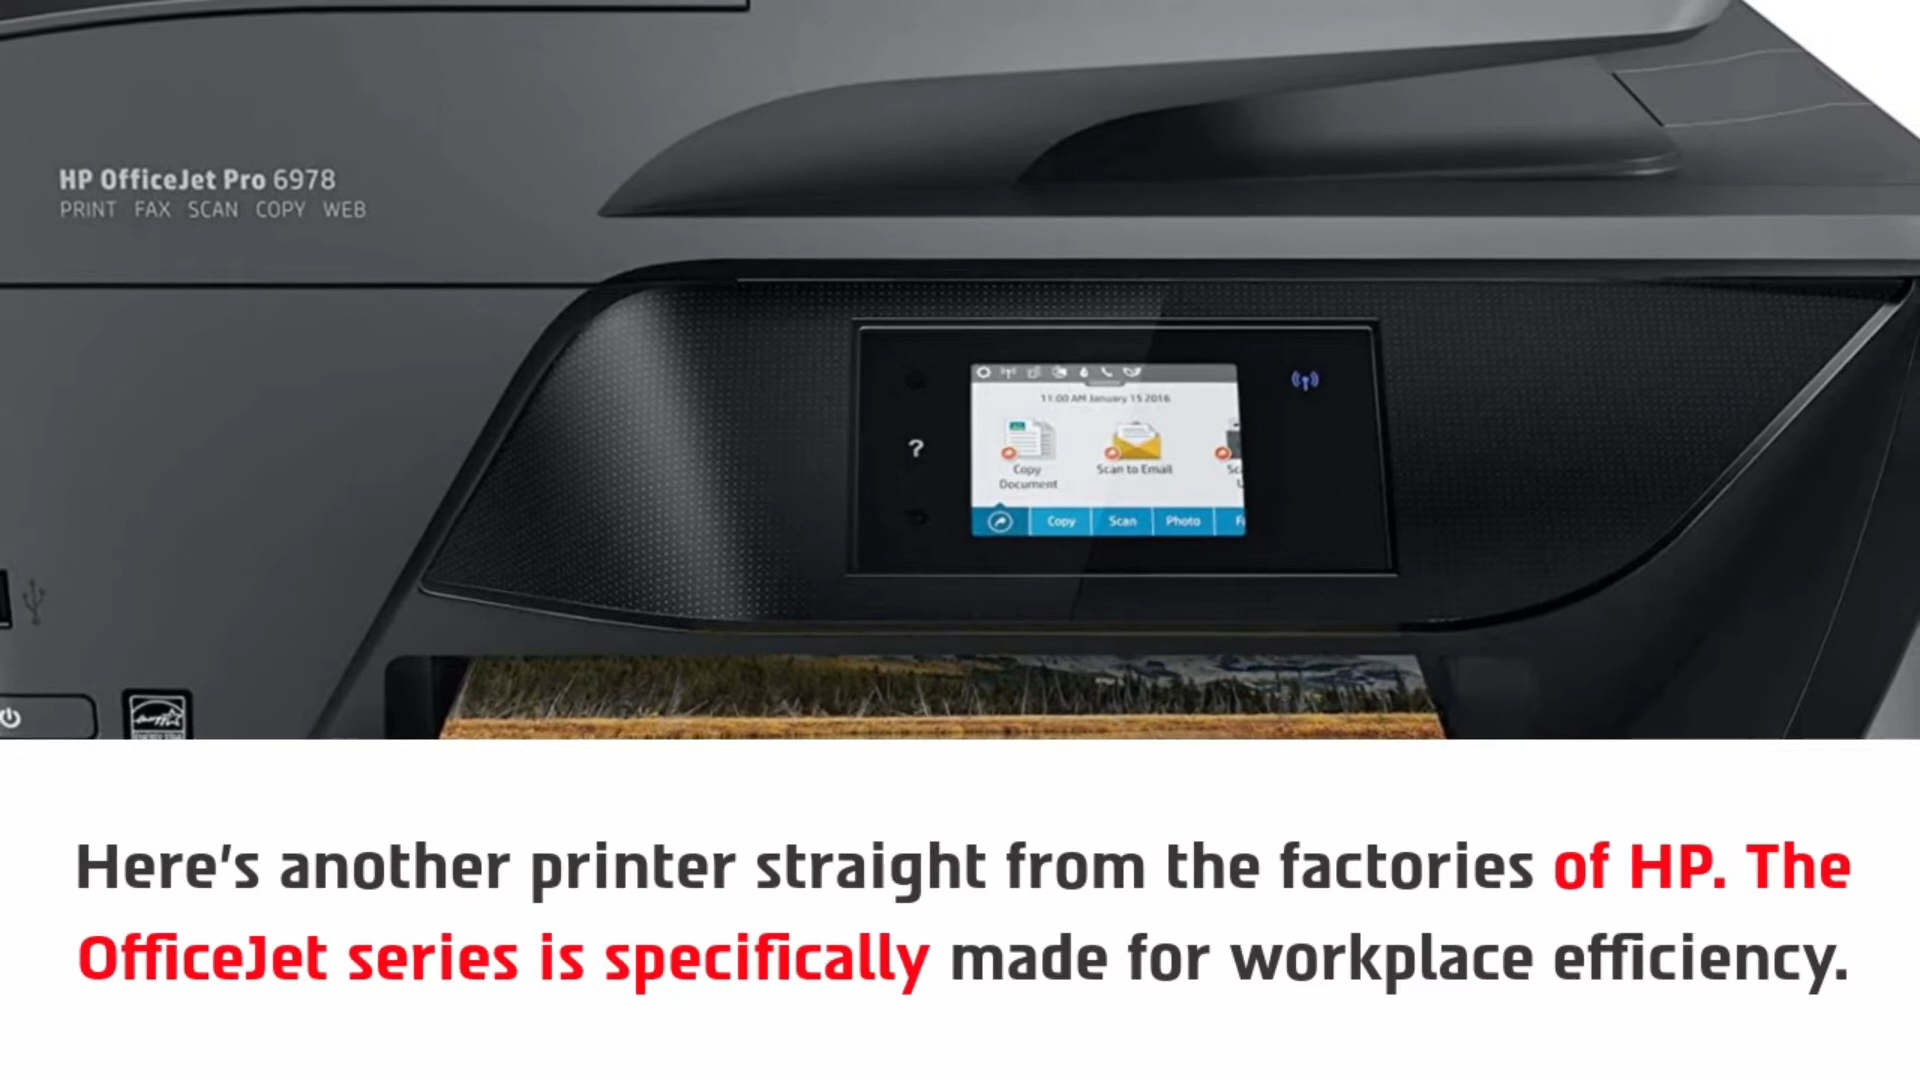 HP OfficeJet Pro 6978
PRINT FAX SCAN COPY WEB
11:00 AM January 15 2016
?
Copy
Document
Scan to Email
Copy
Scan
Photo
Here's another printer straight from the factories of HP. The
OfficeJet series is specifically made for workplace efficiency.